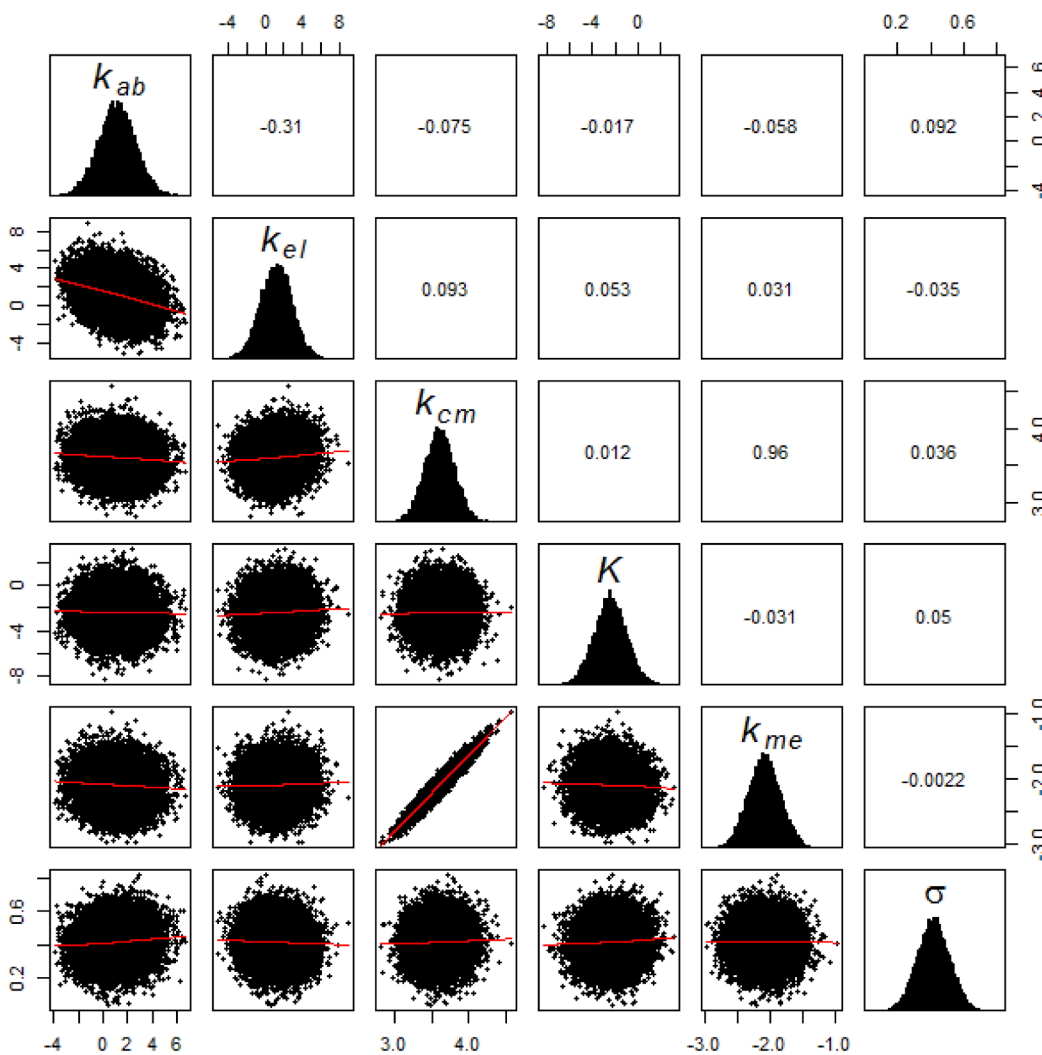 -4 0 4 8 -8 -4 0 0.2 0.6
k_ab -0.31 -0.075 -0.017 -0.058 0.092 -4 0 2 4 6
-4 0 4 8 k_el 0.093 0.053 0.031 -0.035
k_cm 0.012 0.96 0.036 3.0 4.0
-8 -4 0 K -0.031 0.05
k_me -0.0022 -3.0 -2.0 -1.0
0.2 0.6 σ
-4 0 2 4 6 3.0 4.0 -3.0 -2.0 -1.0